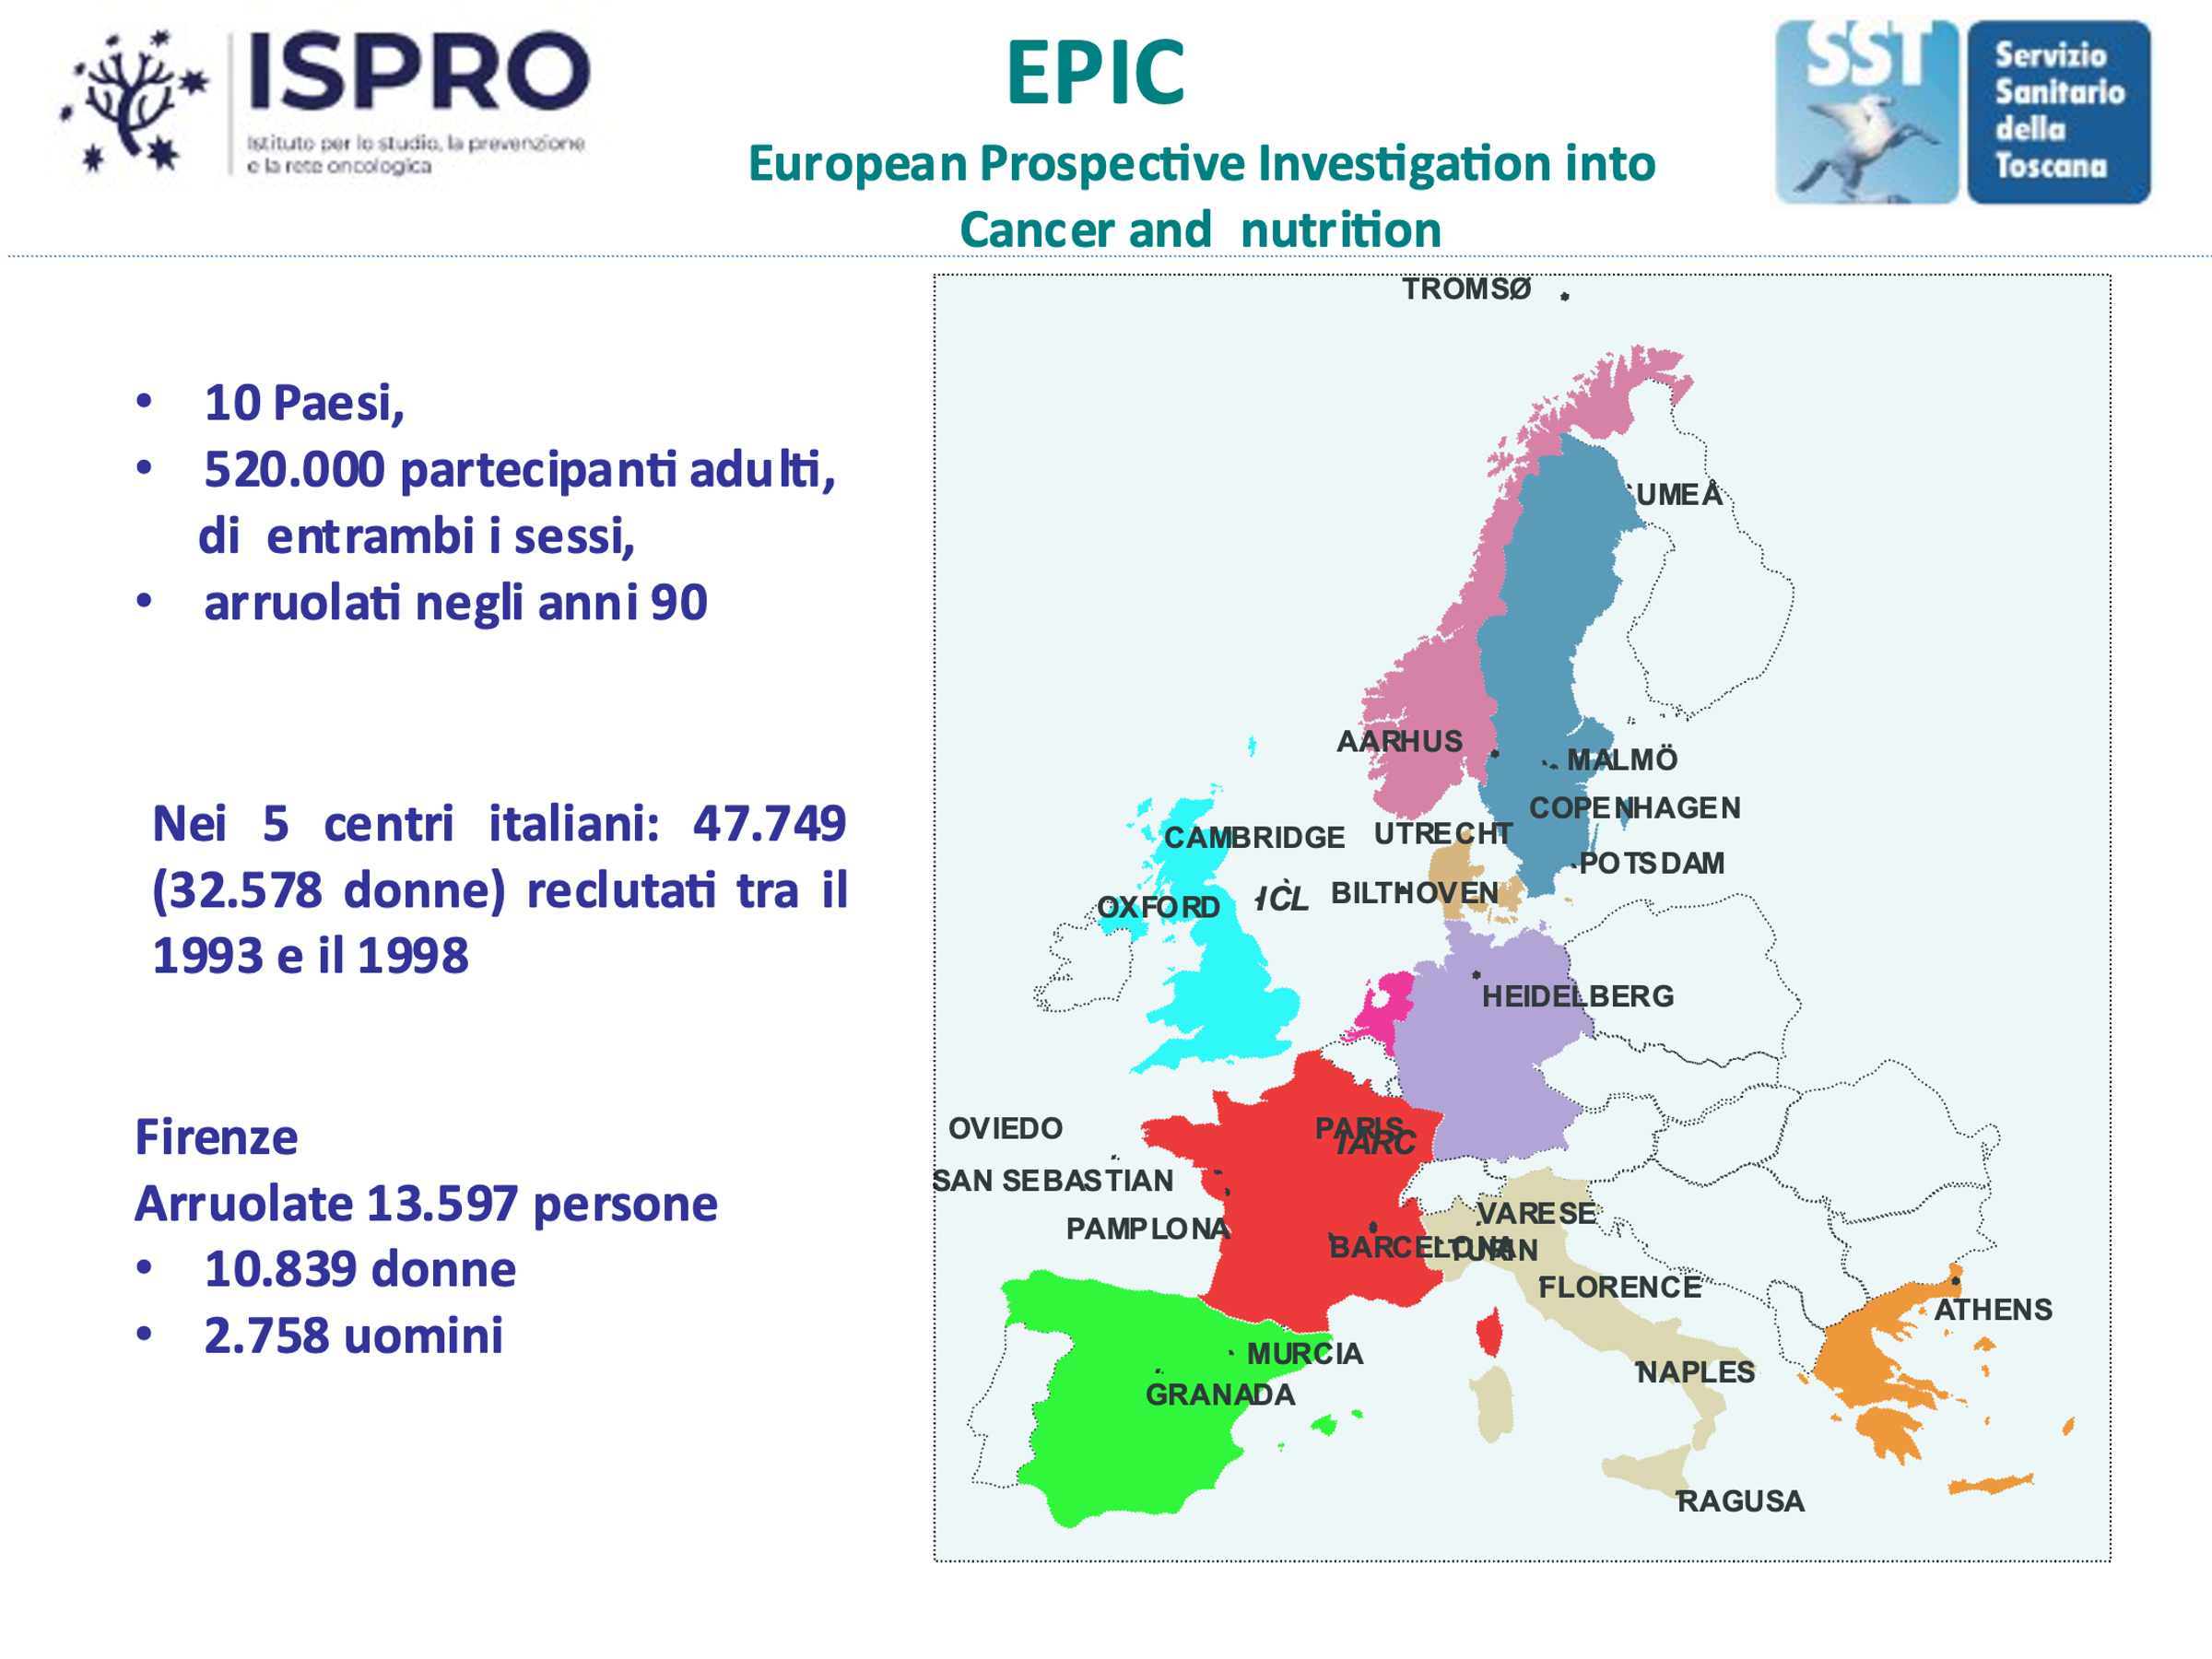 ISPRO
Istituto per lo studio, la prevenzione
e la rete oncologica
EPIC
European Prospective Investigation into
Cancer and nutrition
SST
Servizio
Sanitario
della
Toscana
• 10 Paesi,
• 520.000 partecipanti adulti,
di entrambi i sessi,
• arruolati negli anni 90
Nei 5 centri italiani: 47.749
(32.578 donne) reclutati tra il
1993 e il 1998
Firenze
Arruolate 13.597 persone
• 10.839 donne
• 2.758 uomini
TROMSØ
UMEÅ
AARHUS
MALMÖ
COPENHAGEN
CAMBRIDGE
UTRECHT
POTSDAM
OXFORD
ICL
BILTHOVEN
HEIDELBERG
OVIEDO
PARIS
IARC
SAN SEBASTIAN
VARESE
PAMPLONA
BARCELONA
TURIN
FLORENCE
ATHENS
MURCIA
NAPLES
GRANADA
RAGUSA